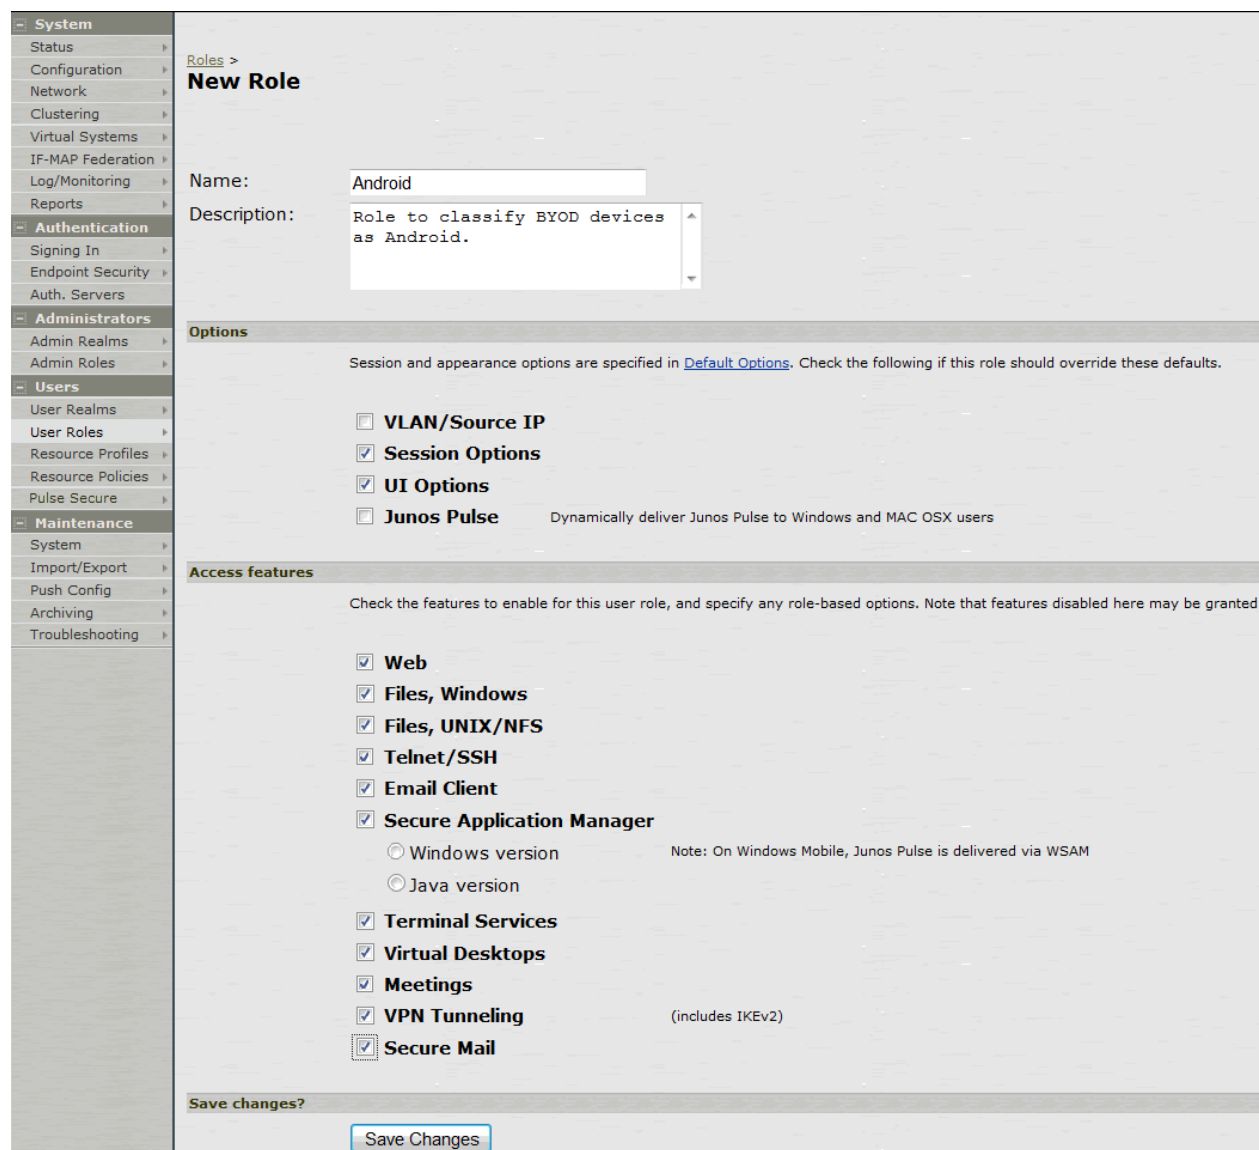 System
Status
Configuration
Network
Clustering
Virtual Systems
IF-MAP Federation
Log/Monitoring
Reports
Authentication
Signing In
Endpoint Security
Auth. Servers
Administrators
Admin Realms
Admin Roles
Users
User Realms
User Roles
Resource Profiles
Resource Policies
Pulse Secure
Maintenance
System
Import/Export
Push Config
Archiving
Troubleshooting
Roles >
New Role
Name: Android
Description: Role to classify BYOD devices
as Android.
Options
Session and appearance options are specified in Default Options. Check the following if this role should override these defaults.
VLAN/Source IP
Session Options
UI Options
Junos Pulse Dynamically deliver Junos Pulse to Windows and MAC OSX users
Access features
Check the features to enable for this user role, and specify any role-based options. Note that features disabled here may be granted
Web
Files, Windows
Files, UNIX/NFS
Telnet/SSH
Email Client
Secure Application Manager
Windows version Note: On Windows Mobile, Junos Pulse is delivered via WSAM
Java version
Terminal Services
Virtual Desktops
Meetings
VPN Tunneling (includes IKEv2)
Secure Mail
Save changes?
Save Changes